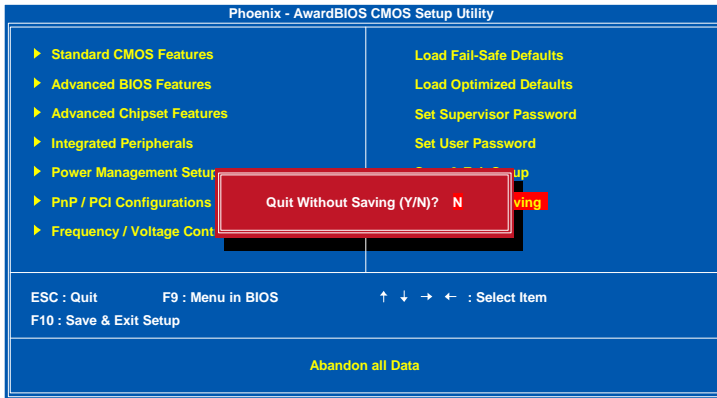 Phoenix - AwardBIOS CMOS Setup Utility
Standard CMOS Features
Advanced BIOS Features
Advanced Chipset Features
Integrated Peripherals
Power Management Setup
PnP / PCI Configurations
Frequency / Voltage Cont
Load Fail-Safe Defaults
Load Optimized Defaults
Set Supervisor Password
Set User Password
up
ving
Quit Without Saving (Y/N)? N
ESC : Quit F9 : Menu in BIOS ↑ ↓ → ← : Select Item
F10 : Save & Exit Setup
Abandon all Data